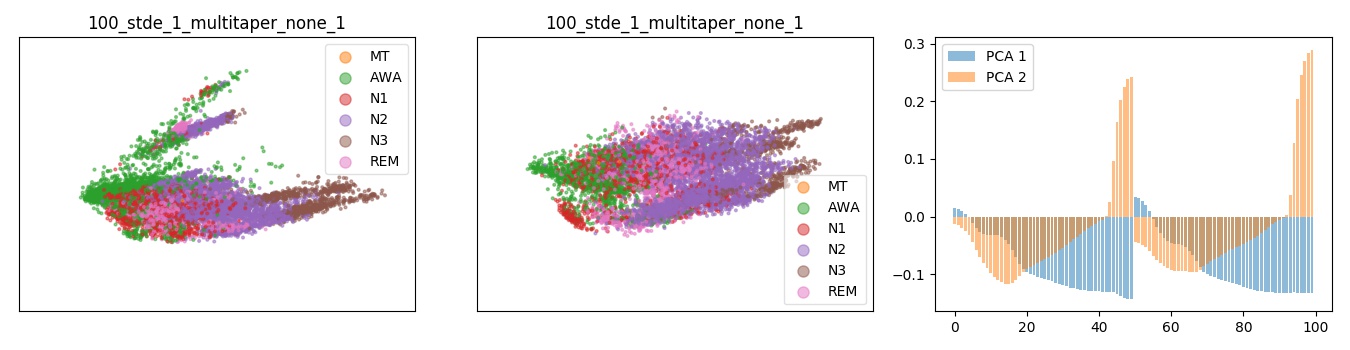 100_stde_1_multitaper_none_1
MT
AWA
N1
N2
N3
REM
100_stde_1_multitaper_none_1
MT
AWA
N1
N2
N3
REM
PCA 1
PCA 2
0.3
0.2
0.1
0.0
−0.1
0
20
40
60
80
100